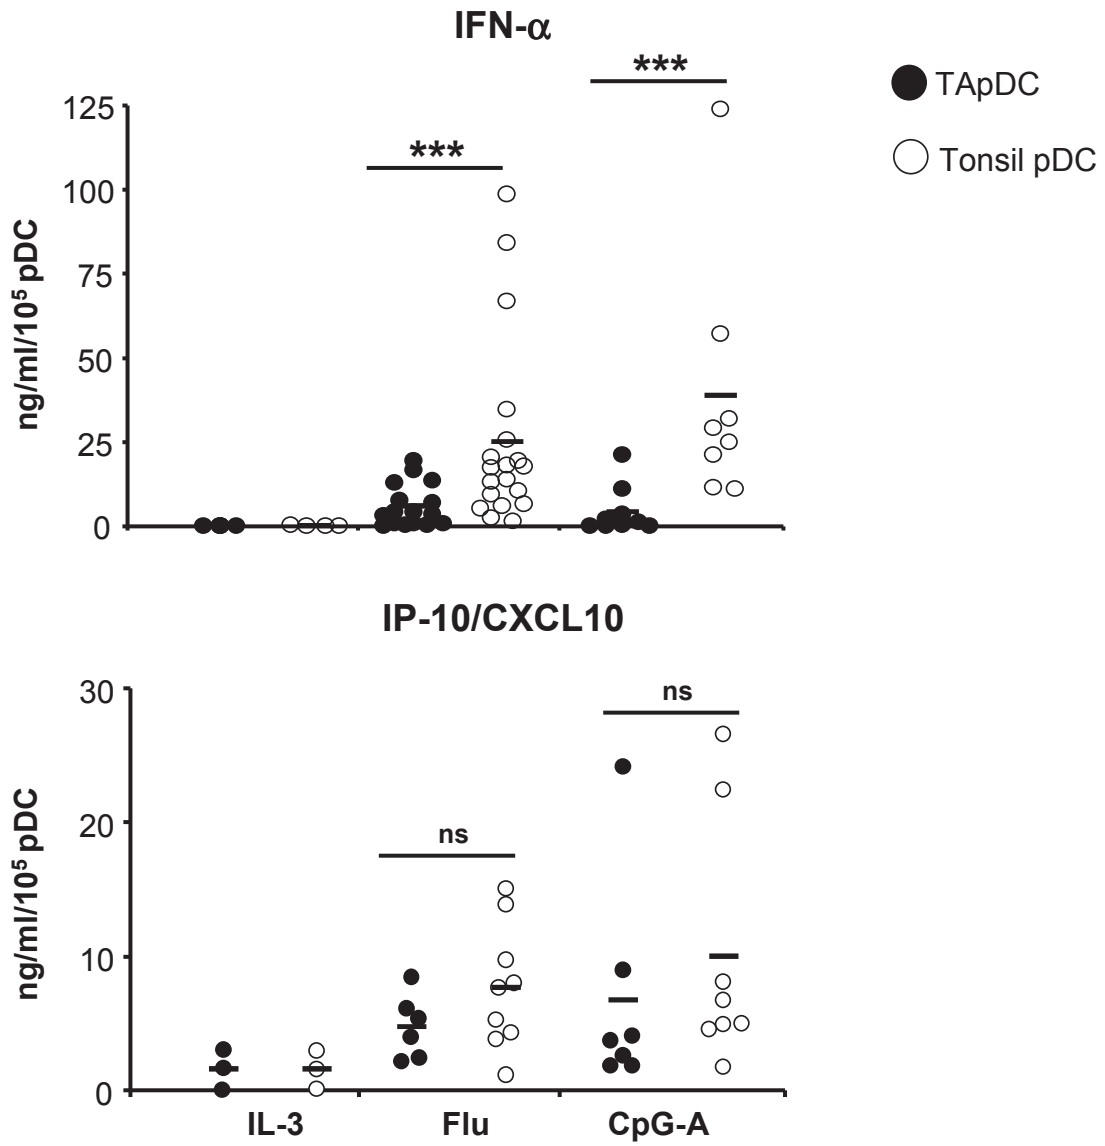 IFN-α
***
***
TApDC
Tonsil pDC
125
100
75
50
25
0
ng/ml/10⁵ pDC
IP-10/CXCL10
ns
ns
30
20
10
0
ng/ml/10⁵ pDC
IL-3 Flu CpG-A